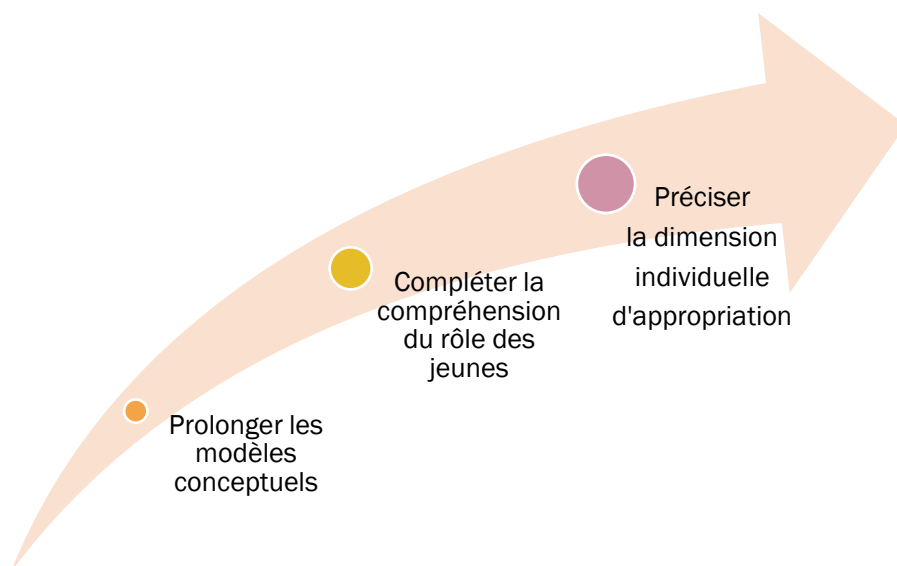 Prolonger les
modèles
conceptuels
Compléter la
compréhension
du rôle des
jeunes
Préciser
la dimension
individuelle
d'appropriation